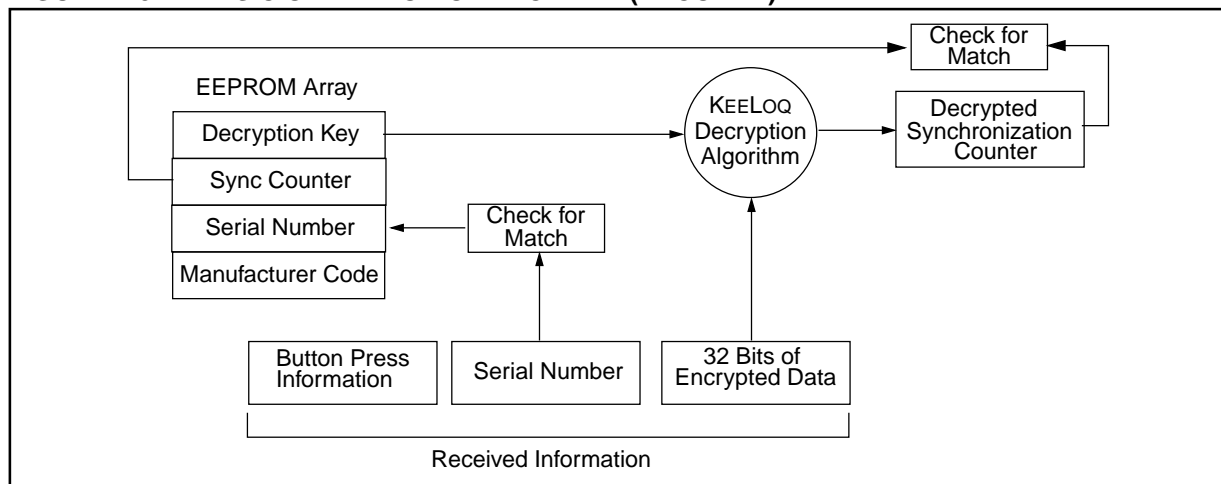 Check for
Match
EEPROM Array
KEELOQ
Decryption
Algorithm
Decrypted
Synchronization
Counter
Decryption Key
Sync Counter
Serial Number
Manufacturer Code
Check for
Match
Button Press
Information
Serial Number
32 Bits of
Encrypted Data
Received Information